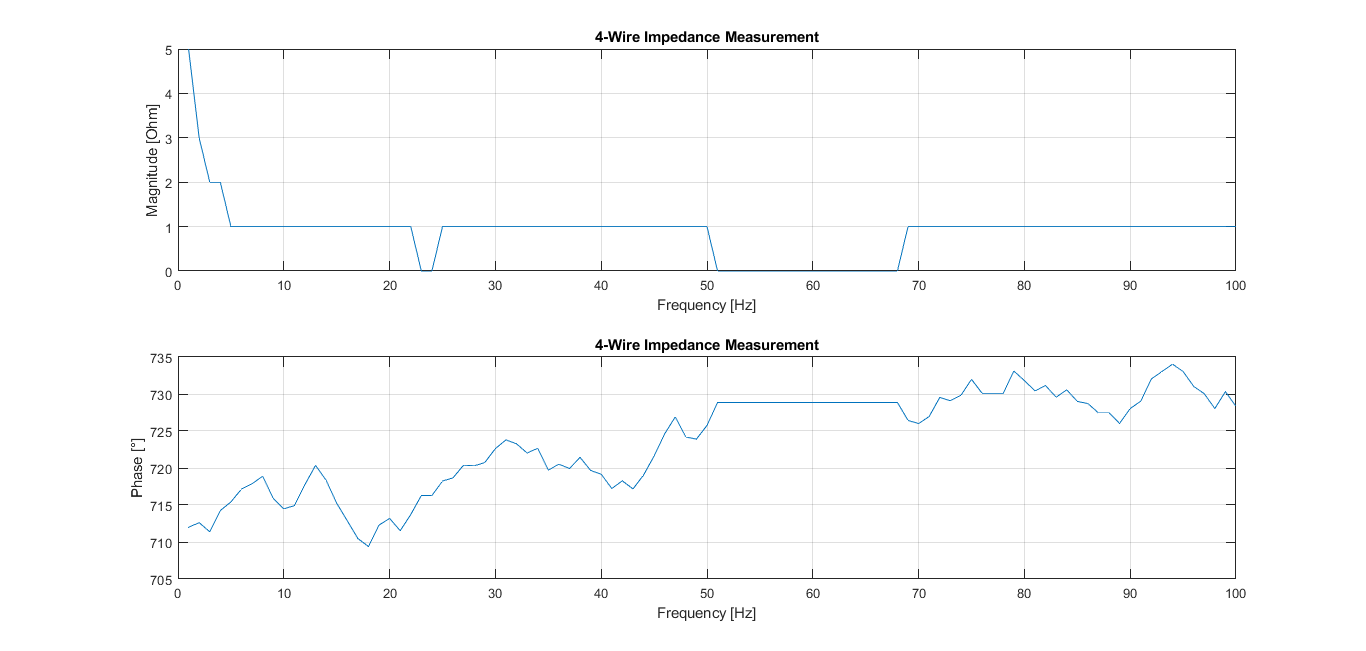 4-Wire Impedance Measurement
5
4
3
2
1
0
Magnitude [Ohm]
0 10 20 30 40 50 60 70 80 90 100
Frequency [Hz]
4-Wire Impedance Measurement
735
730
725
720
715
710
705
Phase [°]
0 10 20 30 40 50 60 70 80 90 100
Frequency [Hz]